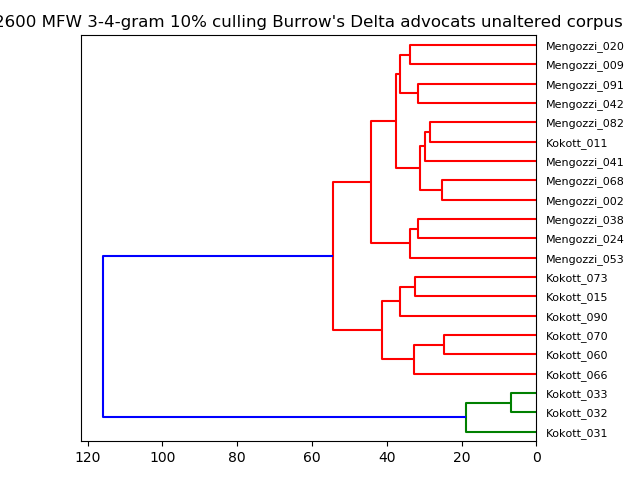 2600 MFW 3-4-gram 10% culling Burrow's Delta advocats unaltered corpus
Mengozzi_020
Mengozzi_009
Mengozzi_091
Mengozzi_042
Mengozzi_082
Kokott_011
Mengozzi_041
Mengozzi_068
Mengozzi_002
Mengozzi_038
Mengozzi_024
Mengozzi_053
Kokott_073
Kokott_015
Kokott_090
Kokott_070
Kokott_060
Kokott_066
Kokott_033
Kokott_032
Kokott_031
120 100 80 60 40 20 0